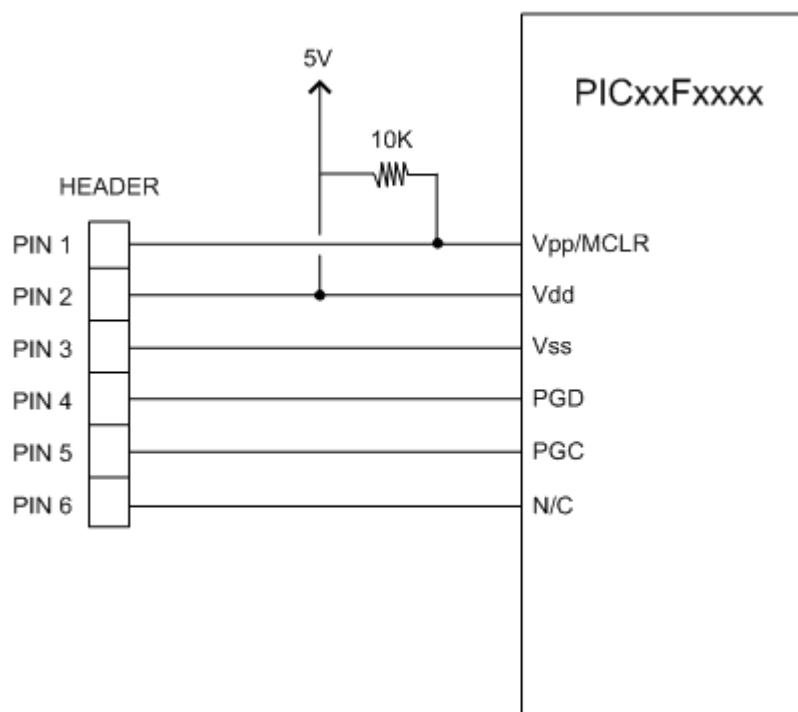 5V
PICxxFxxxx
10K
HEADER
PIN 1
Vpp/MCLR
PIN 2
Vdd
PIN 3
Vss
PIN 4
PGD
PIN 5
PGC
PIN 6
N/C